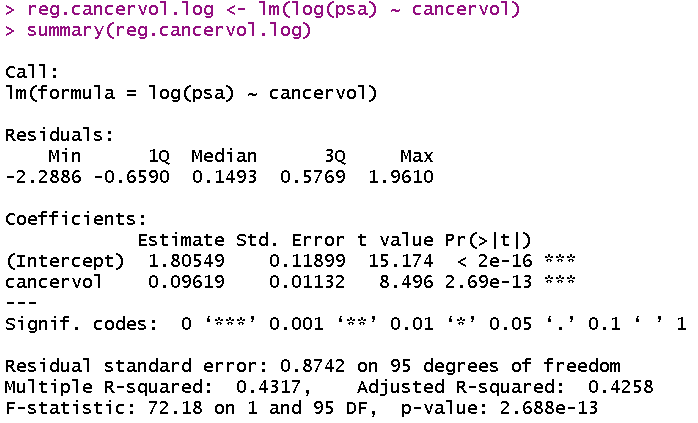 > reg.cancervol.log <- lm(log(psa) ~ cancervol)
> summary(reg.cancervol.log)
Call:
lm(formula = log(psa) ~ cancervol)
Residuals:
    Min      1Q  Median      3Q     Max
-2.2886 -0.6590  0.1493  0.5769  1.9610
Coefficients:
            Estimate Std. Error t value Pr(>|t|)
(Intercept)  1.80549    0.11899  15.174  < 2e-16 ***
cancervol    0.09619    0.01132   8.496 2.69e-13 ***
---
Signif. codes:  0 ‘***’ 0.001 ‘**’ 0.01 ‘*’ 0.05 ‘.’ 0.1 ‘ ’ 1
Residual standard error: 0.8742 on 95 degrees of freedom
Multiple R-squared:  0.4317,    Adjusted R-squared:  0.4258
F-statistic: 72.18 on 1 and 95 DF,  p-value: 2.688e-13